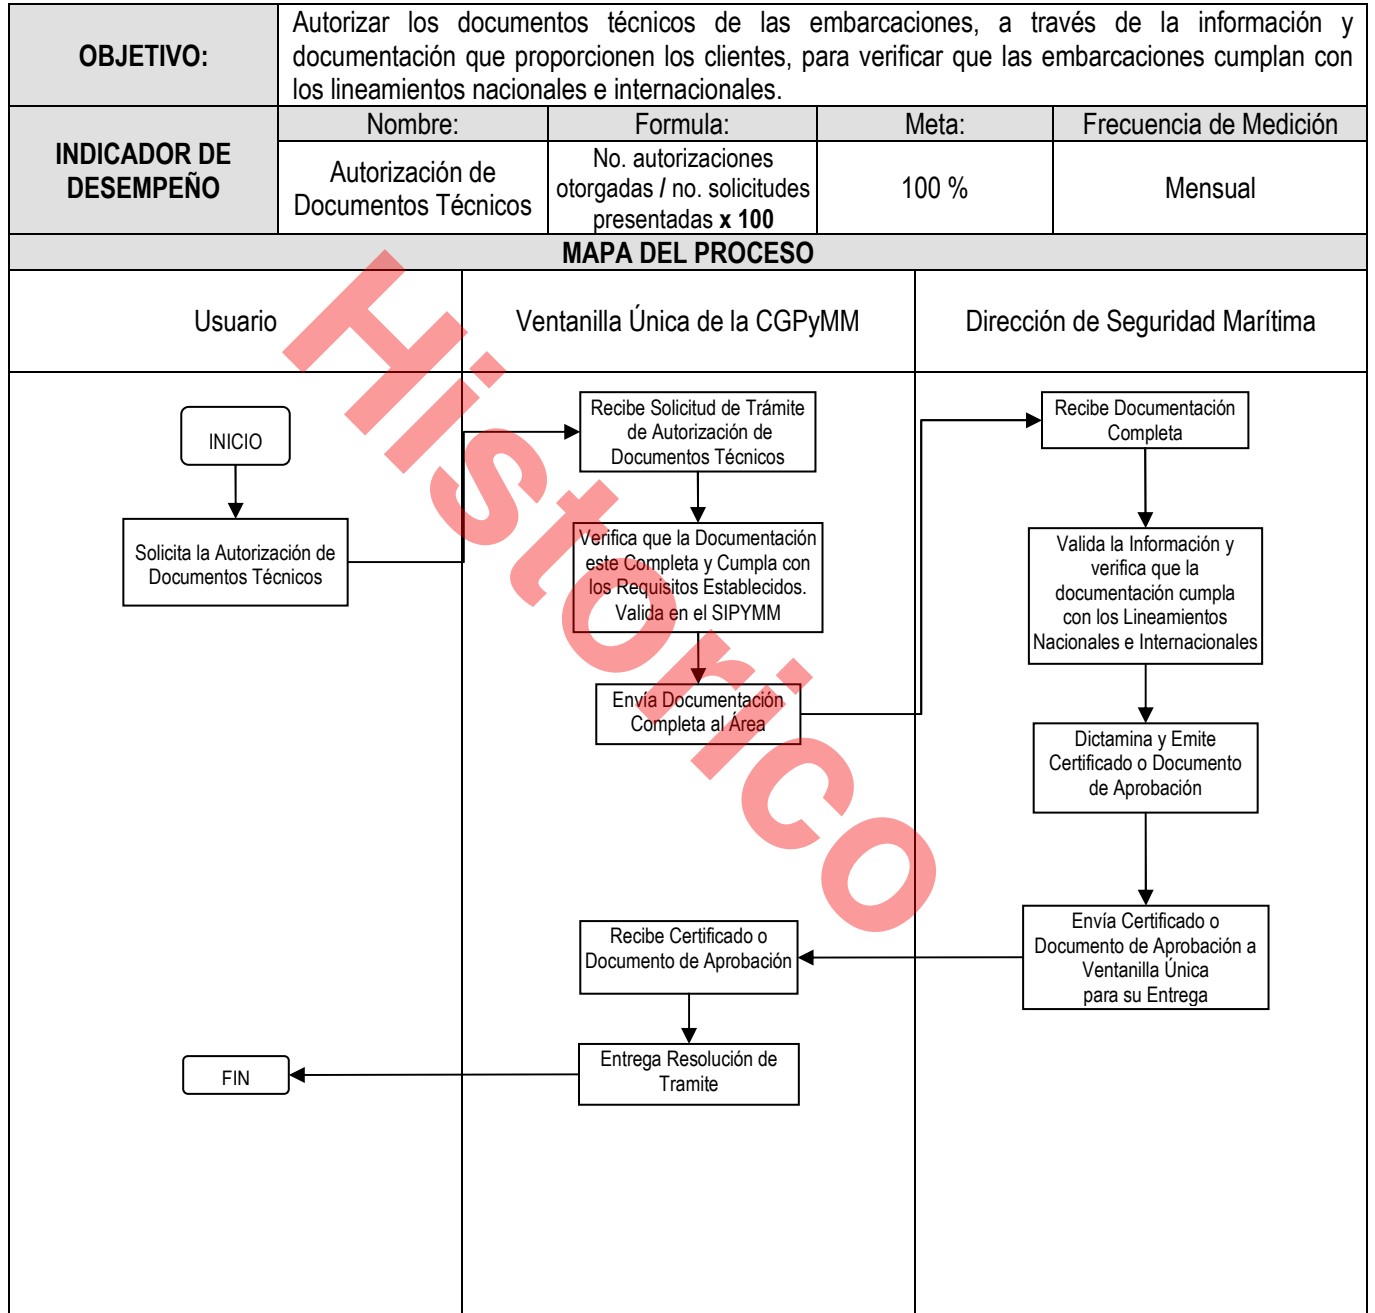 OBJETIVO:
Autorizar los documentos técnicos de las embarcaciones, a través de la información y
documentación que proporcionen los clientes, para verificar que las embarcaciones cumplan con
los lineamientos nacionales e internacionales.
INDICADOR DE
DESEMPEÑO
Nombre:
Formula:
Meta:
Frecuencia de Medición
Autorización de
Documentos Técnicos
No. autorizaciones
otorgadas / no. solicitudes
presentadas x 100
100 %
Mensual
MAPA DEL PROCESO
Usuario
Ventanilla Única de la CGPyMM
Dirección de Seguridad Marítima
INICIO
Solicita la Autorización de
Documentos Técnicos
Recibe Solicitud de Trámite
de Autorización de
Documentos Técnicos
Verifica que la Documentación
este Completa y Cumpla con
los Requisitos Establecidos.
Valida en el SIPYMM
Envía Documentación
Completa al Área
Recibe Documentación
Completa
Valida la Información y
verifica que la
documentación cumpla
con los Lineamientos
Nacionales e Internacionales
Dictamina y Emite
Certificado o Documento
de Aprobación
Envía Certificado o
Documento de Aprobación a
Ventanilla Única
para su Entrega
Recibe Certificado o
Documento de Aprobación
Entrega Resolución de
Tramite
FIN
Historico